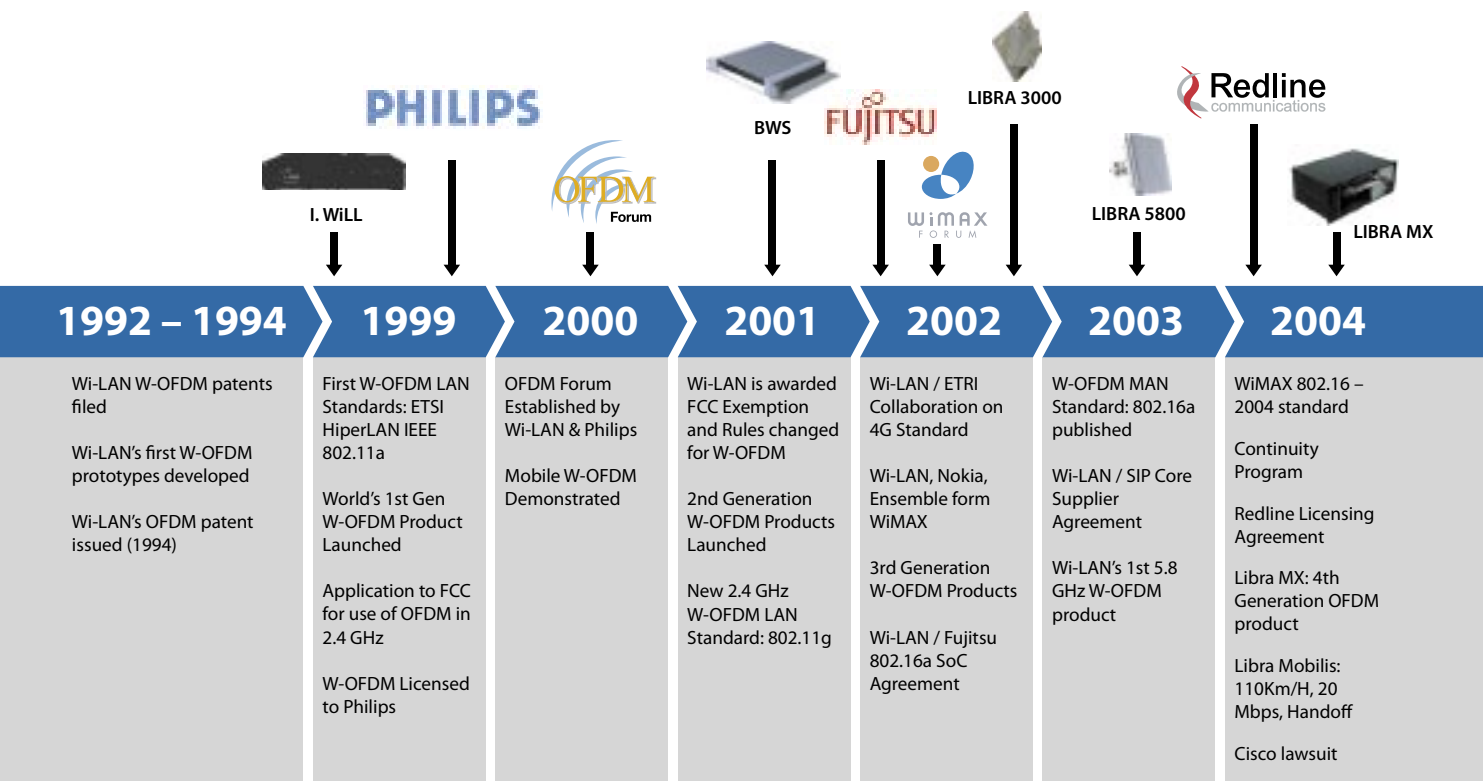 PHILIPS
I. WiLL
OFDM
Forum
BWS
FUJITSU
WiMAX
FORUM
LIBRA 3000
LIBRA 5800
Redline
communications
LIBRA MX
1992 – 1994
Wi-LAN W-OFDM patents
filed
Wi-LAN's first W-OFDM
prototypes developed
Wi-LAN's OFDM patent
issued (1994)
1999
First W-OFDM LAN
Standards: ETSI
HiperLAN IEEE
802.11a
World's 1st Gen
W-OFDM Product
Launched
Application to FCC
for use of OFDM in
2.4 GHz
W-OFDM Licensed
to Philips
2000
OFDM Forum
Established by
Wi-LAN & Philips
Mobile W-OFDM
Demonstrated
2001
Wi-LAN is awarded
FCC Exemption
and Rules changed
for W-OFDM
2nd Generation
W-OFDM Products
Launched
New 2.4 GHz
W-OFDM LAN
Standard: 802.11g
2002
Wi-LAN / ETRI
Collaboration on
4G Standard
Wi-LAN, Nokia,
Ensemble form
WiMAX
3rd Generation
W-OFDM Products
Wi-LAN / Fujitsu
802.16a SoC
Agreement
2003
W-OFDM MAN
Standard: 802.16a
published
Wi-LAN / SIP Core
Supplier
Agreement
Wi-LAN's 1st 5.8
GHz W-OFDM
product
2004
WiMAX 802.16 –
2004 standard
Continuity
Program
Redline Licensing
Agreement
Libra MX: 4th
Generation OFDM
product
Libra Mobilis:
110Km/H, 20
Mbps, Handoff
Cisco lawsuit